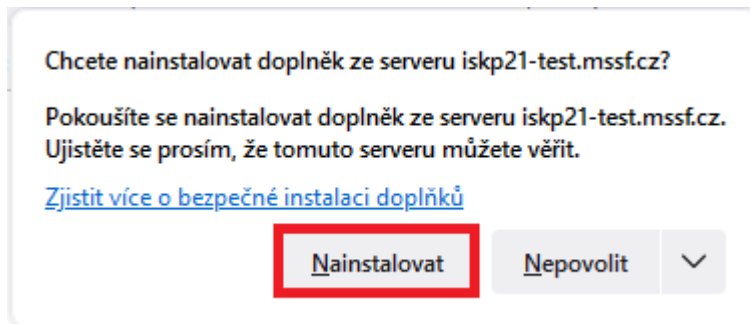 Chcete nainstalovat doplněk ze serveru iskp21-test.mssf.cz?
Pokoušíte se nainstalovat doplněk ze serveru iskp21-test.mssf.cz.
Ujistěte se prosím, že tomuto serveru můžete věřit.
Zjistit více o bezpečné instalaci doplňků
Nainstalovat Nepovolit